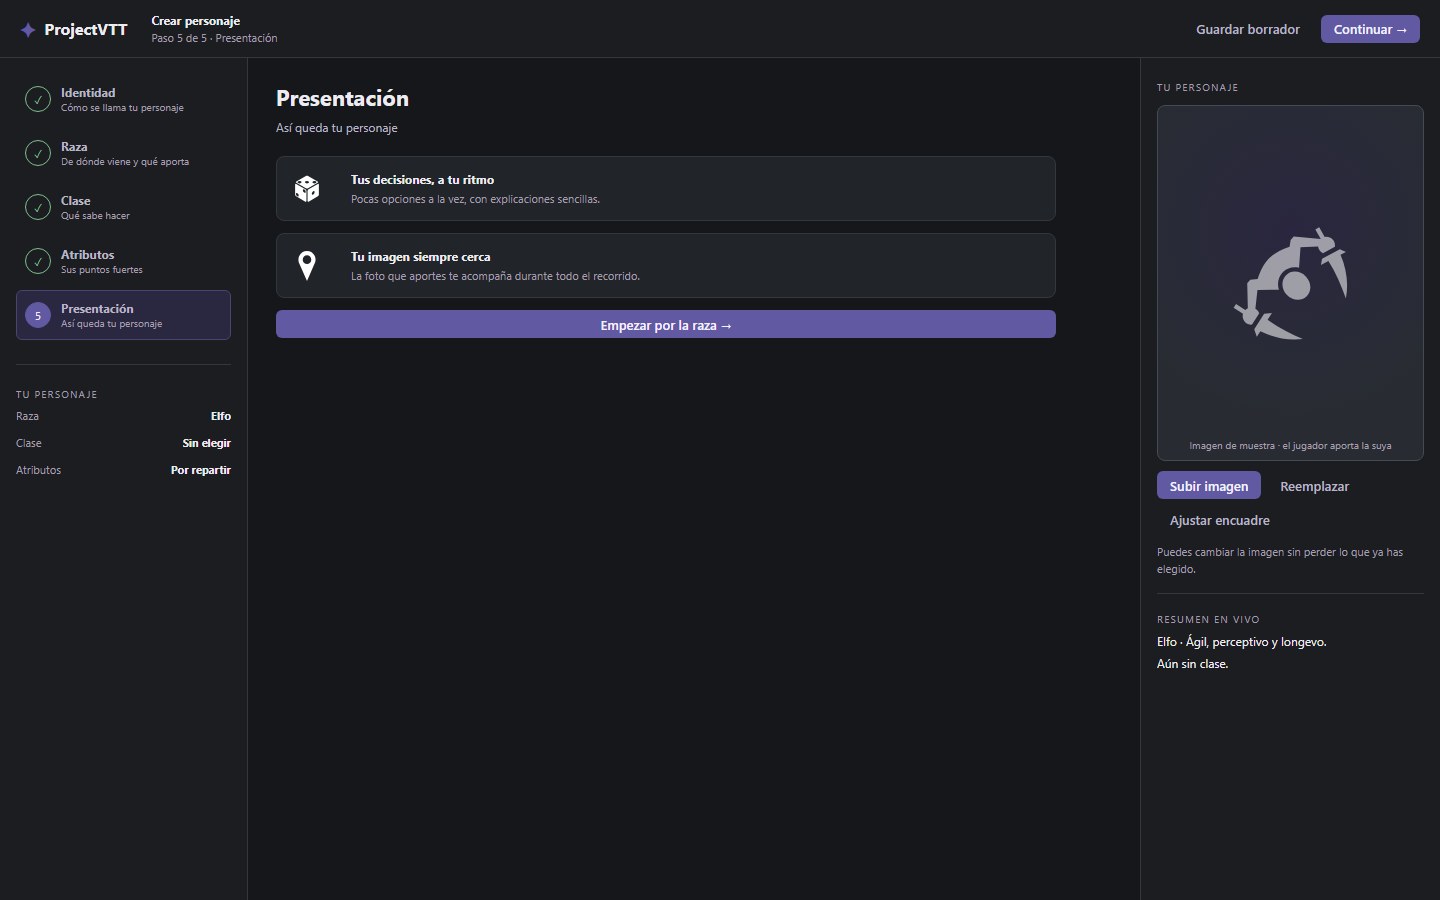 ProjectVTT
Crear personaje
Paso 5 de 5 · Presentación
Guardar borrador
Continuar →
✓
Identidad
Cómo se llama tu personaje
✓
Raza
De dónde viene y qué aporta
✓
Clase
Qué sabe hacer
✓
Atributos
Sus puntos fuertes
5
Presentación
Así queda tu personaje
TU PERSONAJE
Raza Elfo
Clase Sin elegir
Atributos Por repartir
Presentación
Así queda tu personaje
Tus decisiones, a tu ritmo
Pocas opciones a la vez, con explicaciones sencillas.
Tu imagen siempre cerca
La foto que aportes te acompaña durante todo el recorrido.
Empezar por la raza →
TU PERSONAJE
Imagen de muestra · el jugador aporta la suya
Subir imagen
Reemplazar
Ajustar encuadre
Puedes cambiar la imagen sin perder lo que ya has
elegido.
RESUMEN EN VIVO
Elfo · Ágil, perceptivo y longevo.
Aún sin clase.